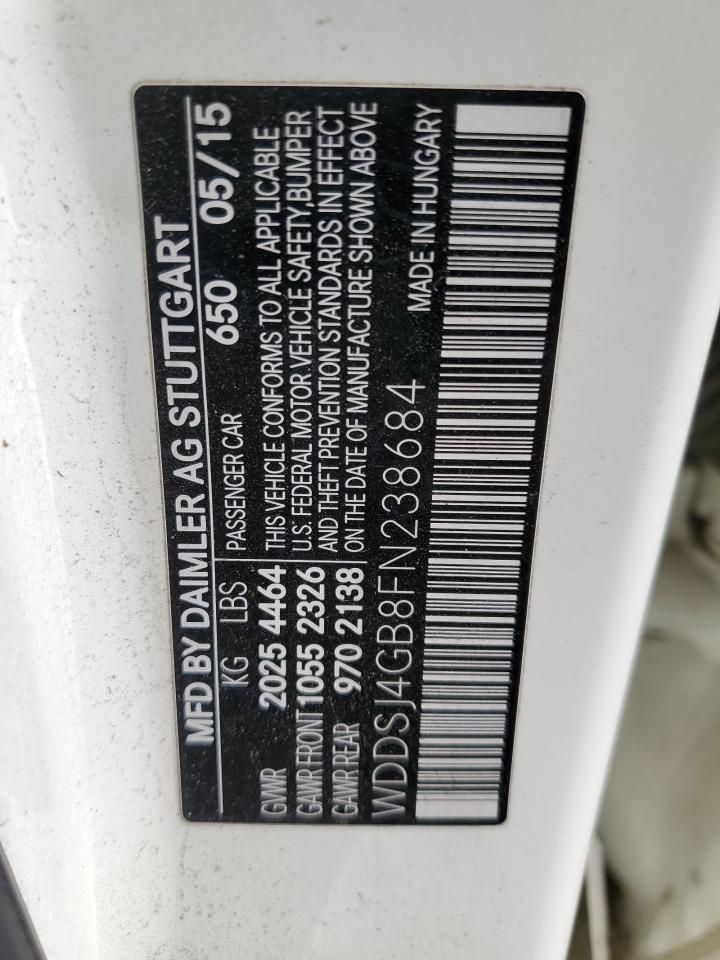 MFD BY DAIMLER AG STUTTGART
KG LBS PASSENGER CAR 650 05/15
GVWR 2025 4464 THIS VEHICLE CONFORMS TO ALL APPLICABLE
GAWR FRONT 1055 2326 U.S. FEDERAL MOTOR VEHICLE SAFETY,BUMPER
GAWR REAR 970 2138 AND THEFT PREVENTION STANDARDS IN EFFECT
ON THE DATE OF MANUFACTURE SHOWN ABOVE
WDDSJ4GB8FN238684 MADE IN HUNGARY